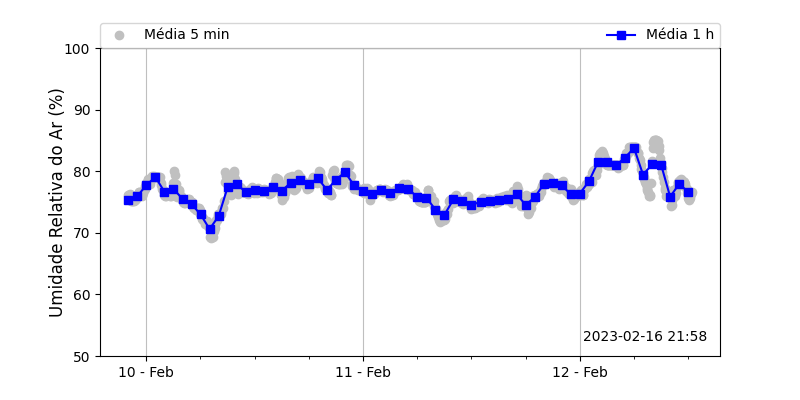 Média 5 min
Média 1 h
Umidade Relativa do Ar (%)
100
90
80
70
60
50
2023-02-16 21:58
10 - Feb
11 - Feb
12 - Feb